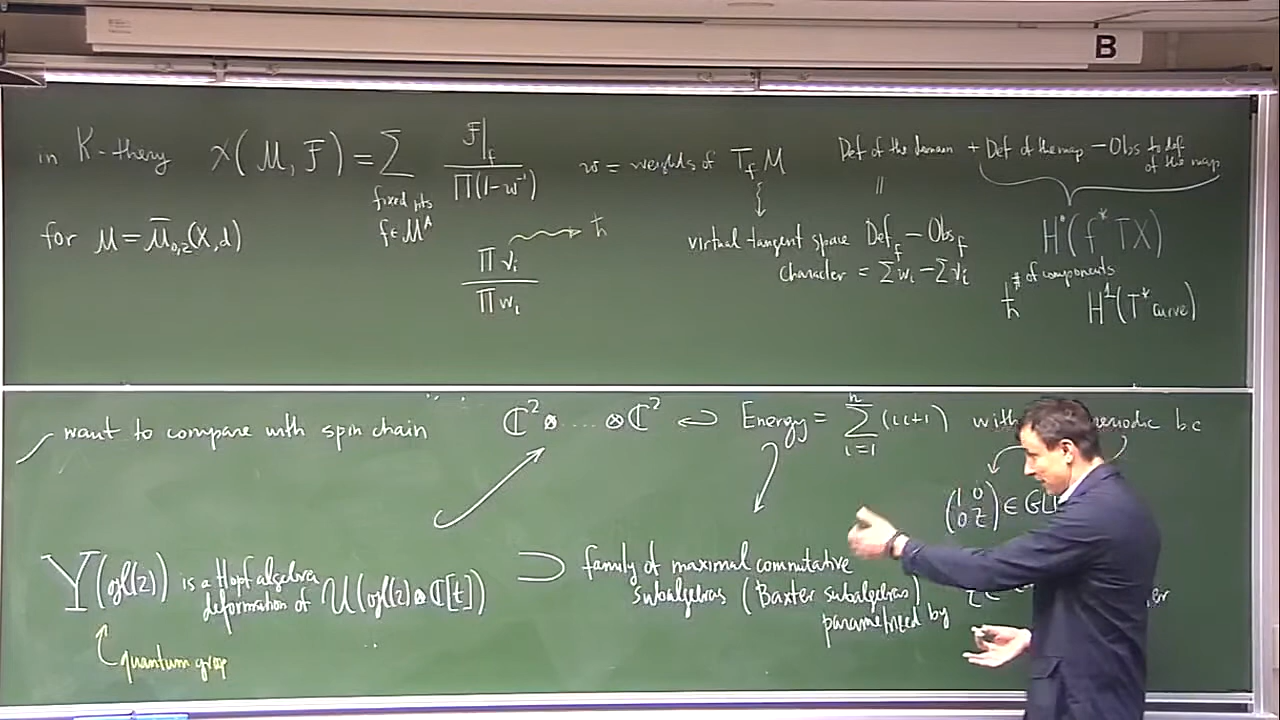 B
in K-theory χ(M, F) = Σ F|_f / Π(1 - w⁻¹)
fixed pts f ∈ M^A
w = weights of T_f M
Def of the domain + Def of the map - Obs to def of the map
||
for M = M̄_{0,2}(X, d)
Π v_i / Π w_i
ħ
virtual tangent space Def_f - Obs_f
character = Σ w_i - Σ v_i
H^•(f^* TX)
ħ^{# of components}
H^1(T^* curve)
want to compare with spin chain
ℂ² ⊗ .... ⊗ ℂ²
Energy = Σ_{i=1}^n (i i+1) with
periodic b c
(1 0
0 z) ∈ GL
Y(gl(2)) is a Hopf algebra
deformation of U(gl(2) ⊗ ℂ[t])
⊃ family of maximal commutative
subalgebras (Baxter subalgebras)
parametrized by
quantum group